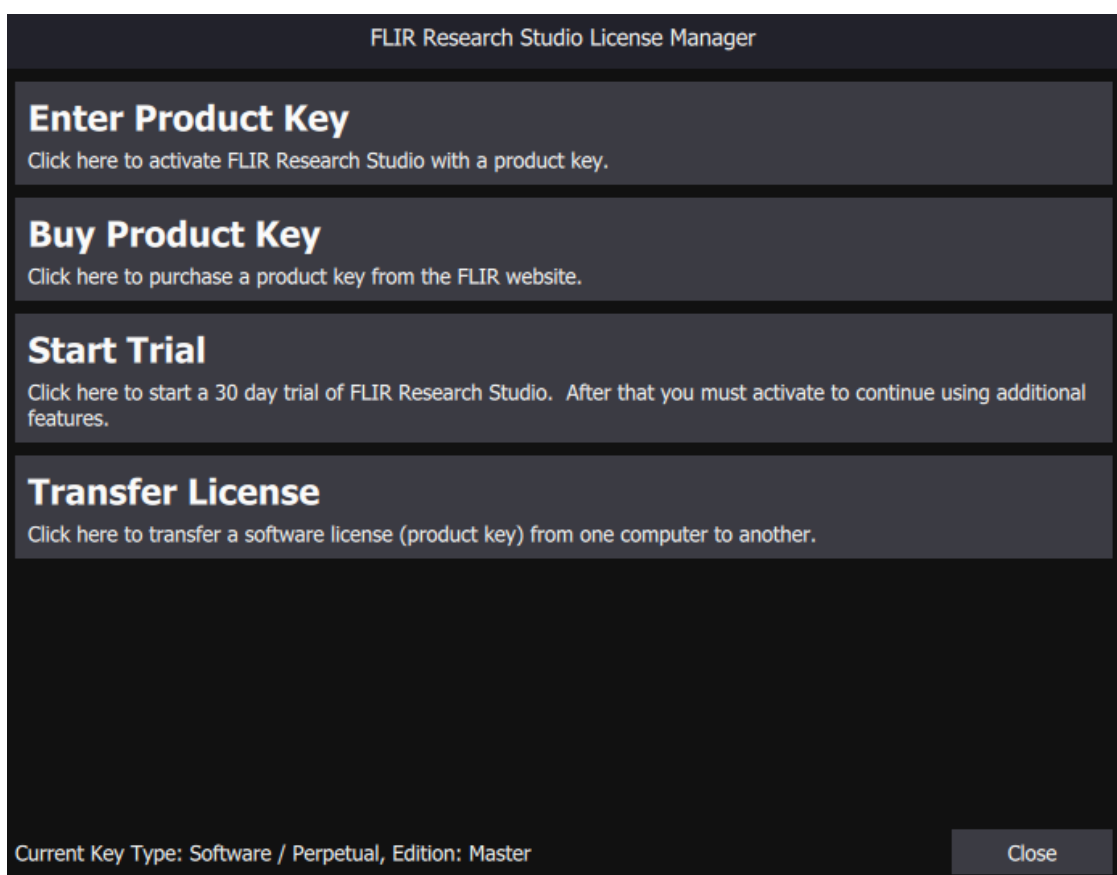 FLIR Research Studio License Manager
Enter Product Key
Click here to activate FLIR Research Studio with a product key.
Buy Product Key
Click here to purchase a product key from the FLIR website.
Start Trial
Click here to start a 30 day trial of FLIR Research Studio.  After that you must activate to continue using additional
features.
Transfer License
Click here to transfer a software license (product key) from one computer to another.
Current Key Type: Software / Perpetual, Edition: Master
Close